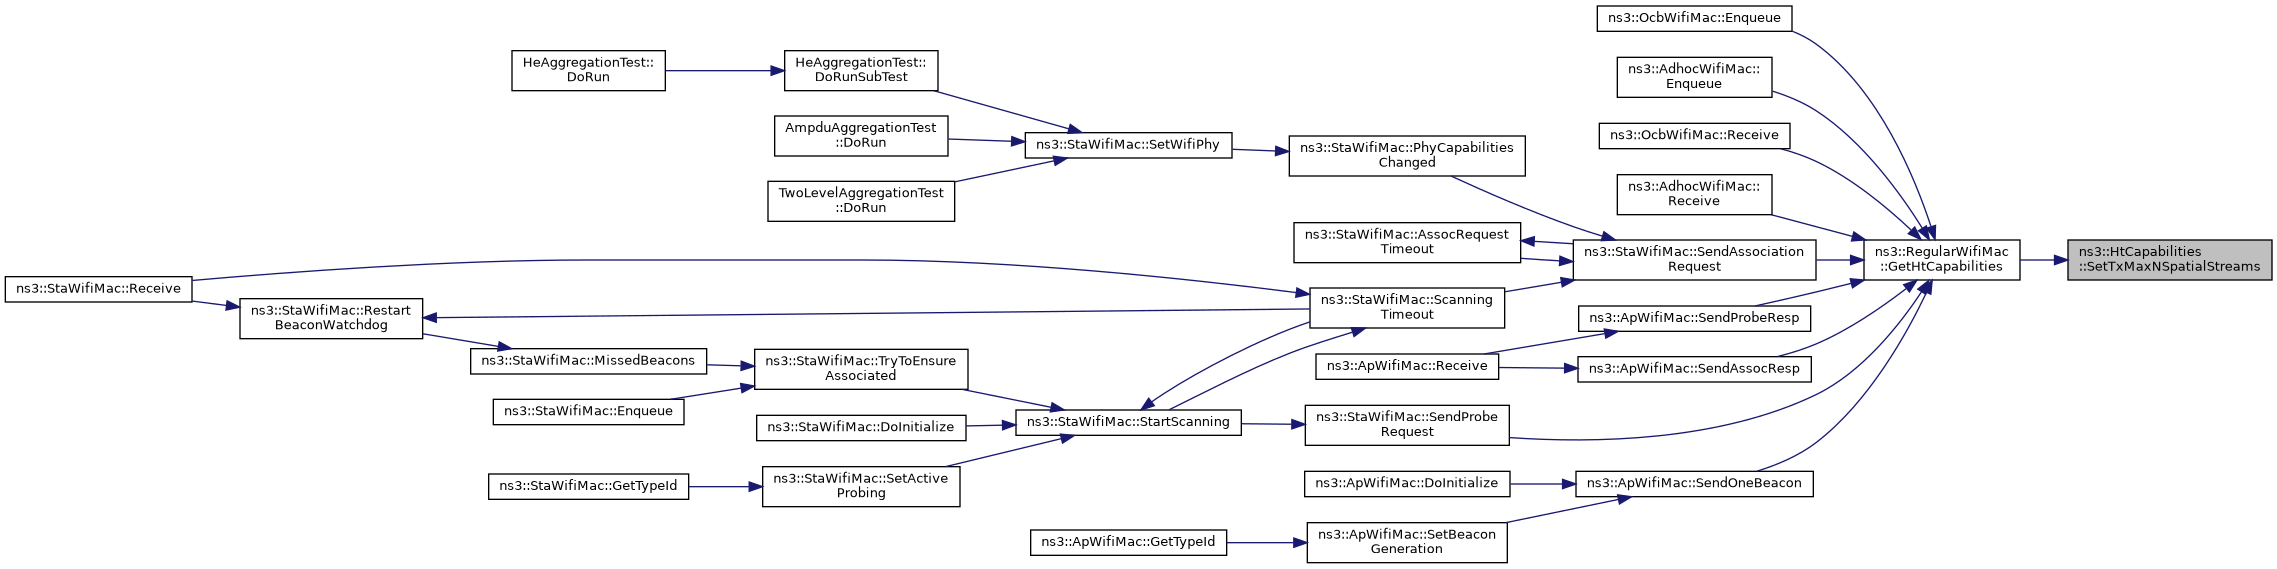 ns3::OcbWifiMac::Enqueue
HeAggregationTest::
DoRun
HeAggregationTest::
DoRunSubTest
ns3::AdhocWifiMac::
Enqueue
AmpduAggregationTest
::DoRun
ns3::OcbWifiMac::Receive
ns3::StaWifiMac::SetWifiPhy
ns3::StaWifiMac::PhyCapabilities
Changed
TwoLevelAggregationTest
::DoRun
ns3::AdhocWifiMac::
Receive
ns3::StaWifiMac::AssocRequest
Timeout
ns3::StaWifiMac::SendAssociation
Request
ns3::RegularWifiMac
::GetHtCapabilities
ns3::HtCapabilities
::SetTxMaxNSpatialStreams
ns3::StaWifiMac::Receive
ns3::StaWifiMac::Restart
BeaconWatchdog
ns3::StaWifiMac::Scanning
Timeout
ns3::ApWifiMac::SendProbeResp
ns3::StaWifiMac::MissedBeacons
ns3::StaWifiMac::TryToEnsure
Associated
ns3::ApWifiMac::Receive
ns3::ApWifiMac::SendAssocResp
ns3::StaWifiMac::Enqueue
ns3::StaWifiMac::DoInitialize
ns3::StaWifiMac::StartScanning
ns3::StaWifiMac::SendProbe
Request
ns3::StaWifiMac::GetTypeId
ns3::StaWifiMac::SetActive
Probing
ns3::ApWifiMac::DoInitialize
ns3::ApWifiMac::SendOneBeacon
ns3::ApWifiMac::GetTypeId
ns3::ApWifiMac::SetBeacon
Generation